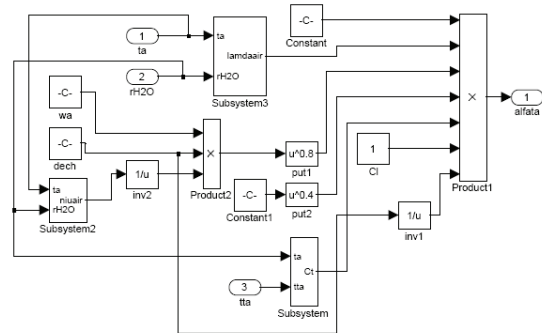 -C-
Constant
1
ta
ta
lamdaair
rH2O
Subsystem3
2
rH2O
-C-
wa
-C-
dech
×
Product2
u^0.8
put1
×
Product1
1
alfata
1
Cl
ta
niuair
rH2O
Subsystem2
1/u
inv2
-C-
Constant1
u^0.4
put2
1/u
inv1
ta
Ct
tta
Subsystem
3
tta